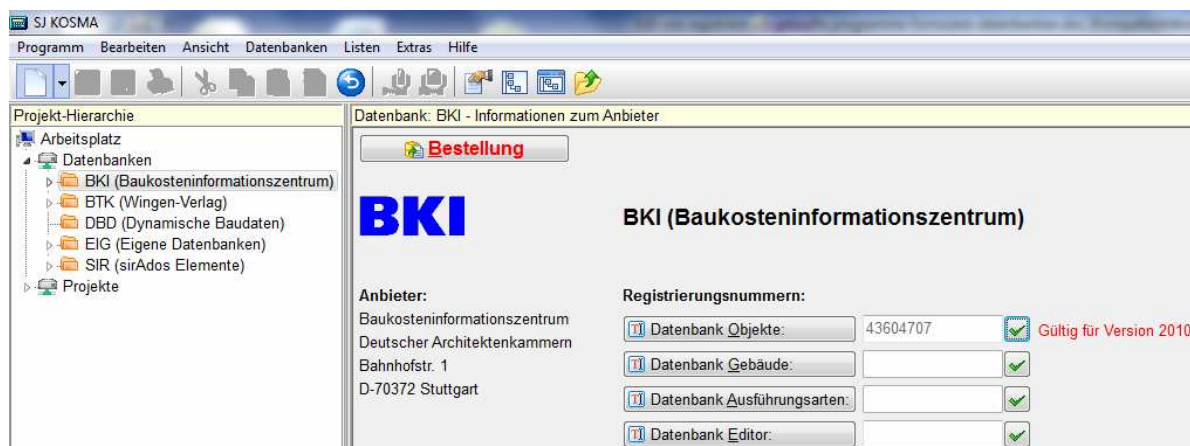 SJ KOSMA
Programm Bearbeiten Ansicht Datenbanken Listen Extras Hilfe
Projekt-Hierarchie
Arbeitsplatz
Datenbanken
BKI (Baukosteninformationszentrum)
BTK (Wingen-Verlag)
DBD (Dynamische Baudaten)
EIG (Eigene Datenbanken)
SIR (sirAdos Elemente)
Projekte
Datenbank: BKI - Informationen zum Anbieter
Bestellung
BKI
BKI (Baukosteninformationszentrum)
Anbieter:
Baukosteninformationszentrum
Deutscher Architektenkammern
Bahnhofstr. 1
D-70372 Stuttgart
Registrierungsnummern:
Datenbank Objekte: 43604707 Gültig für Version 2010
Datenbank Gebäude:
Datenbank Ausführungsarten:
Datenbank Editor: